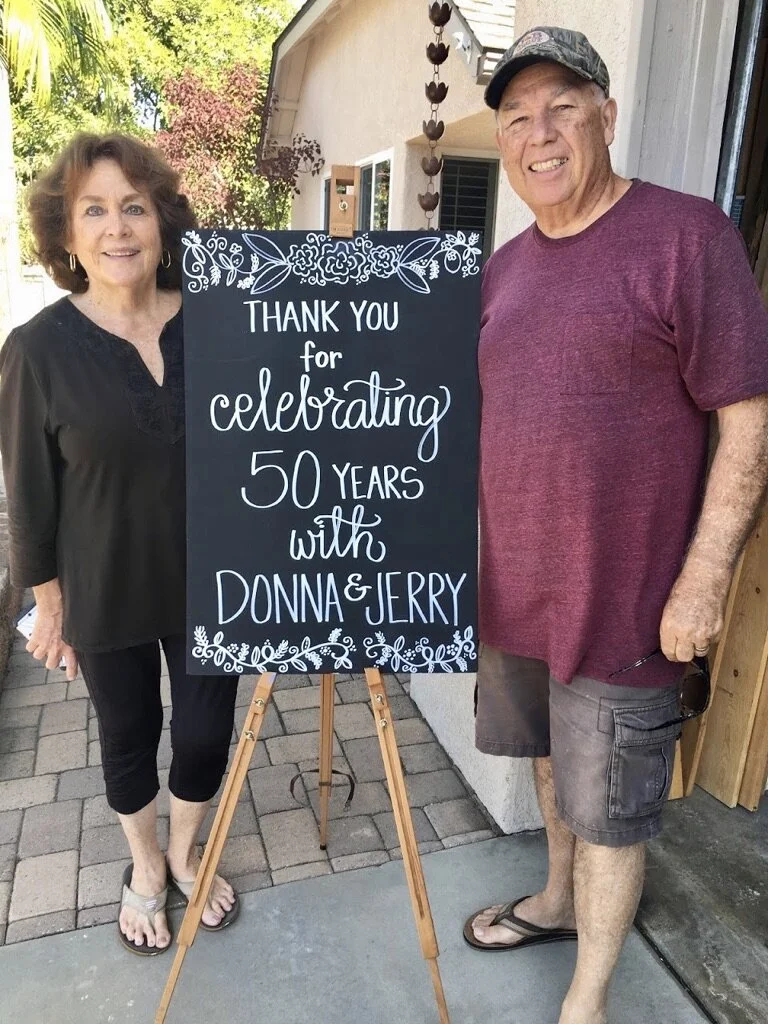 THANK YOU
for
celebrating
50 YEARS
with
DONNA & JERRY